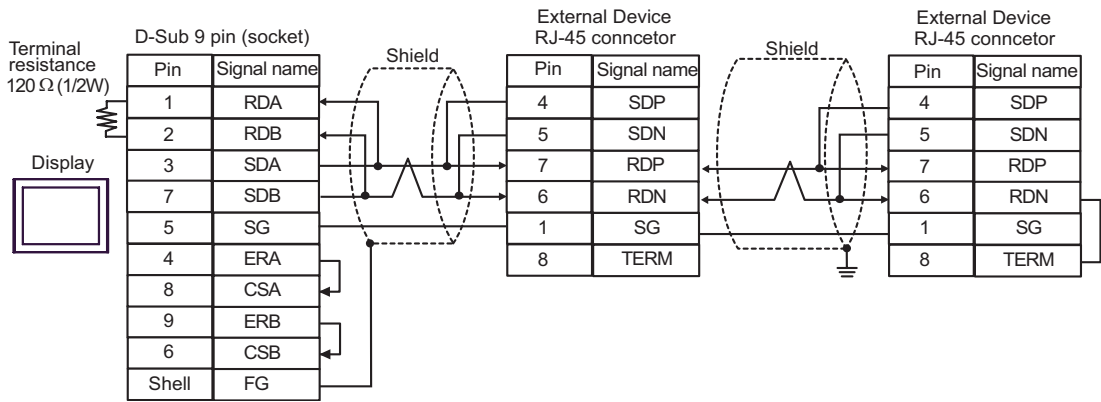 Terminal
resistance
120 Ω (1/2W)
Display
D-Sub 9 pin (socket)
Pin Signal name
1 RDA
2 RDB
3 SDA
7 SDB
5 SG
4 ERA
8 CSA
9 ERB
6 CSB
Shell FG
Shield
External Device
RJ-45 conncetor
Pin Signal name
4 SDP
5 SDN
7 RDP
6 RDN
1 SG
8 TERM
Shield
External Device
RJ-45 conncetor
Pin Signal name
4 SDP
5 SDN
7 RDP
6 RDN
1 SG
8 TERM